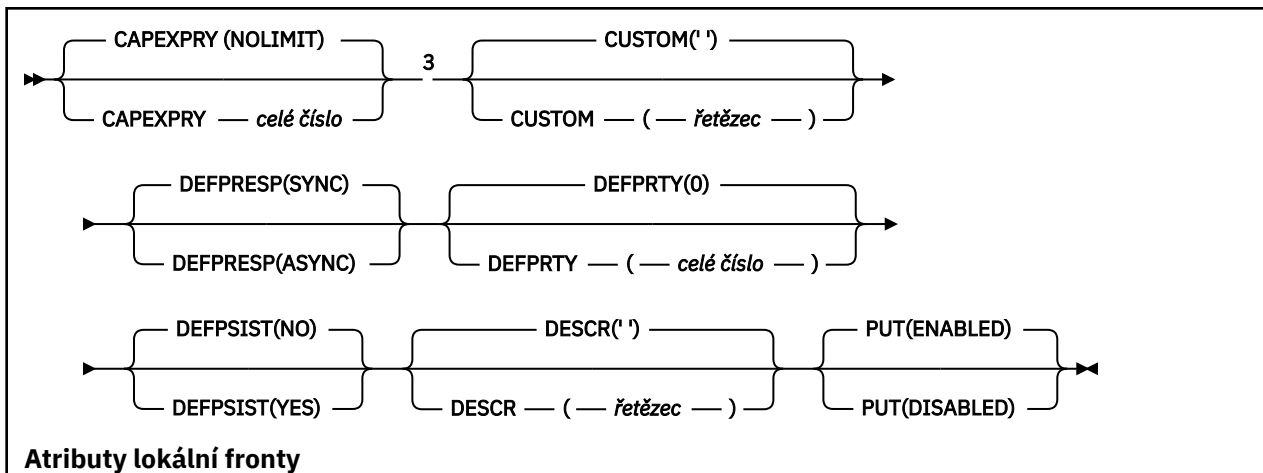 CAPEXPRY (NOLIMIT)
CAPEXPRY celé číslo
3
CUSTOM(' ')
CUSTOM ( řetězec )
DEFPRESP(SYNC)
DEFPRESP(ASYNC)
DEFPRTY(0)
DEFPRTY ( celé číslo )
DEFPSIST(NO)
DEFPSIST(YES)
DESCR(' ')
DESCR ( řetězec )
PUT(ENABLED)
PUT(DISABLED)
Atributy lokální fronty